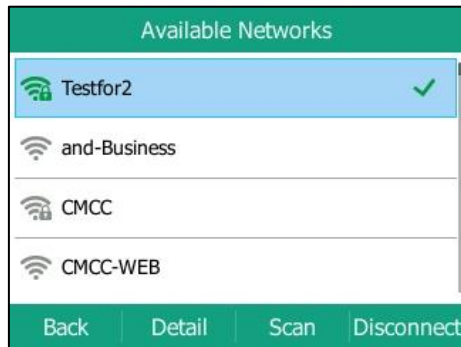 Available Networks
Testfor2
and-Business
CMCC
CMCC-WEB
Back Detail Scan Disconnect